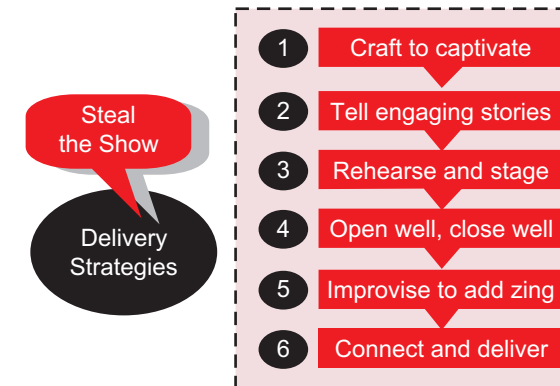 Steal
the Show
Delivery
Strategies
1 Craft to captivate
2 Tell engaging stories
3 Rehearse and stage
4 Open well, close well
5 Improvise to add zing
6 Connect and deliver